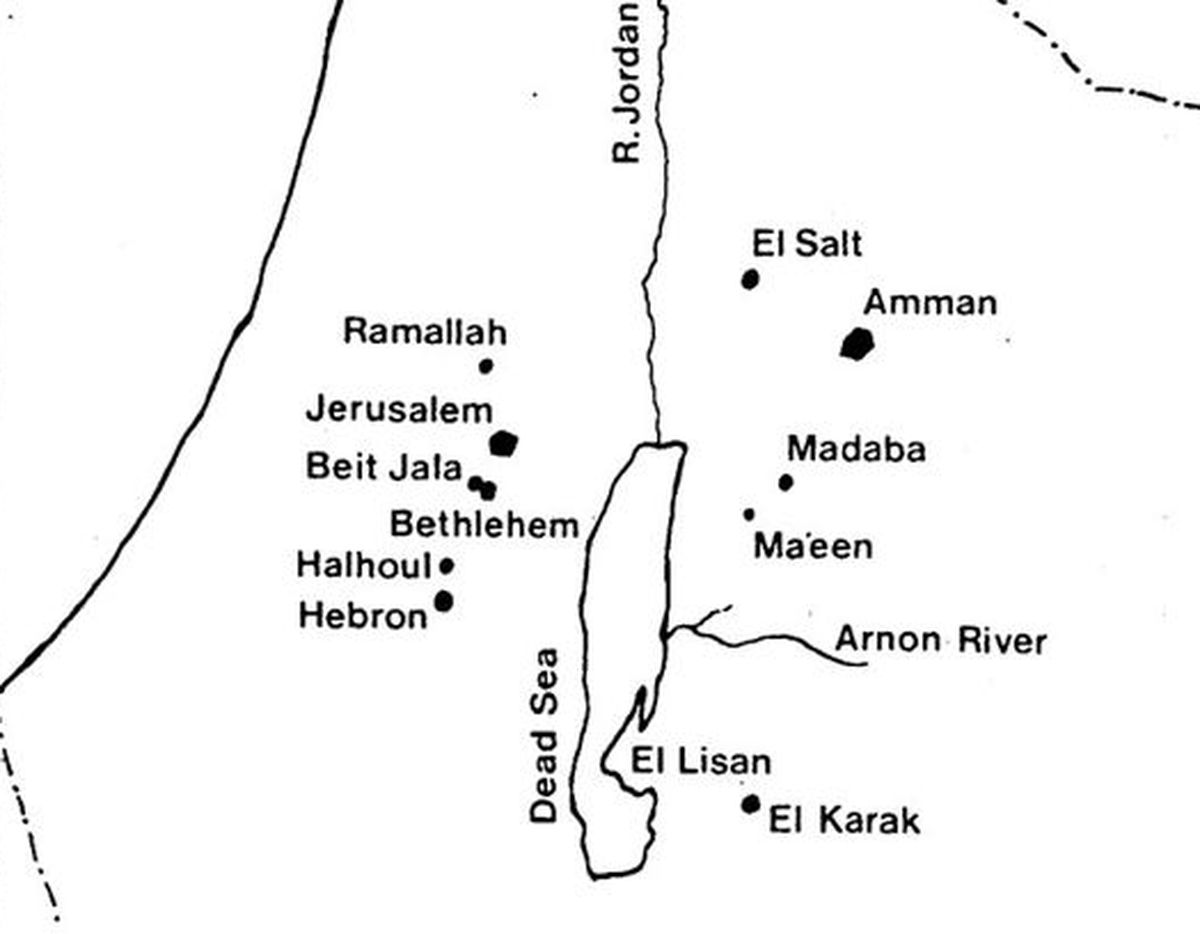 R. Jordan
El Salt
Amman
Ramallah
Jerusalem
Beit Jala
Madaba
Bethlehem
Ma'een
Halhoul
Hebron
Arnon River
Dead Sea
El Lisan
El Karak